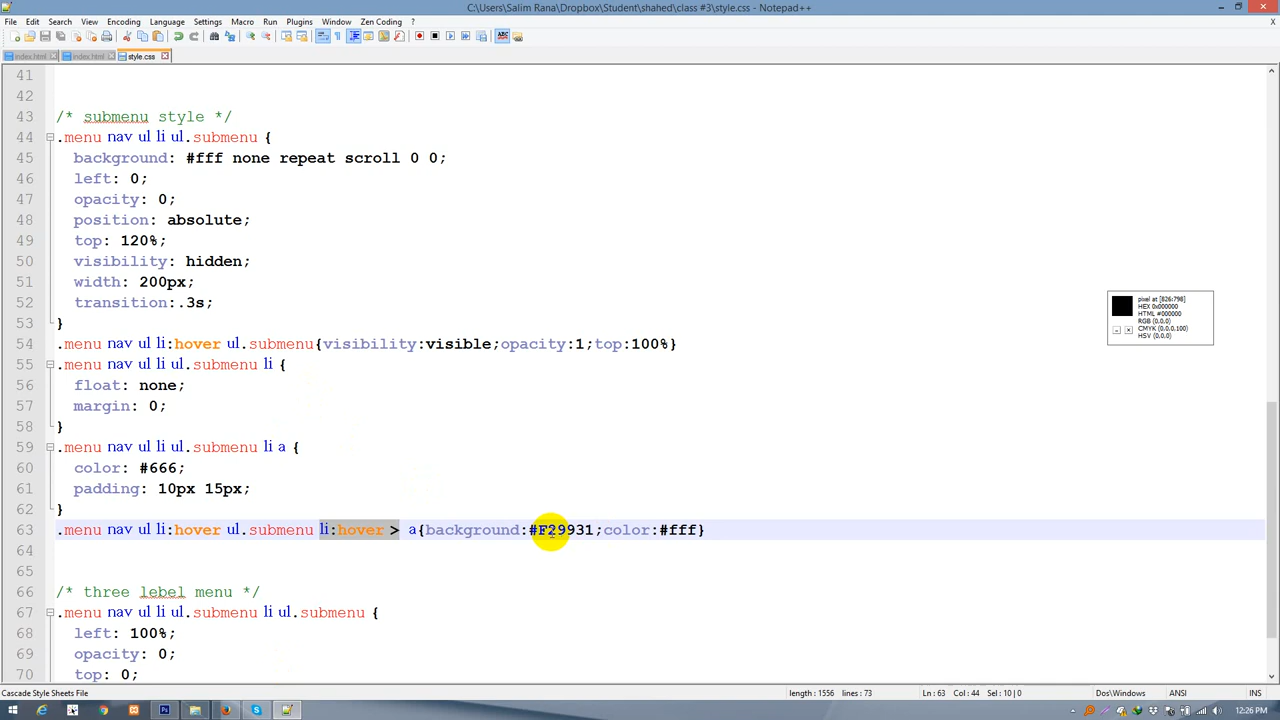 C:\Users\Salim Rana\Dropbox\Student\shahed\class #3\style.css - Notepad++
File Edit Search View Encoding Language Settings Macro Run Plugins Window Zen Coding ?
X
index.html index.html style.css
41
42
43 /* submenu style */
44 .menu nav ul li ul.submenu {
45 background: #fff none repeat scroll 0 0;
46 left: 0;
47 opacity: 0;
48 position: absolute;
49 top: 120%;
50 visibility: hidden;
51 width: 200px;
52 transition:.3s;
53 }
54 .menu nav ul li:hover ul.submenu{visibility:visible;opacity:1;top:100%}
55 .menu nav ul li ul.submenu li {
56 float: none;
57 margin: 0;
58 }
59 .menu nav ul li ul.submenu li a {
60 color: #666;
61 padding: 10px 15px;
62 }
63 .menu nav ul li:hover ul.submenu li:hover > a{background:#F29931;color:#fff}
64
65
66 /* three lebel menu */
67 .menu nav ul li ul.submenu li ul.submenu {
68 left: 100%;
69 opacity: 0;
70 top: 0;
pixel at [826:798]
HEX 0x000000
HTML #000000
RGB (0,0,0)
CMYK (0,0,0,100)
HSV (0,0,0)
Cascade Style Sheets File length : 1556 lines : 73 Ln : 63 Col : 44 Sel : 10 | 0 Dos\Windows ANSI INS
12:26 PM